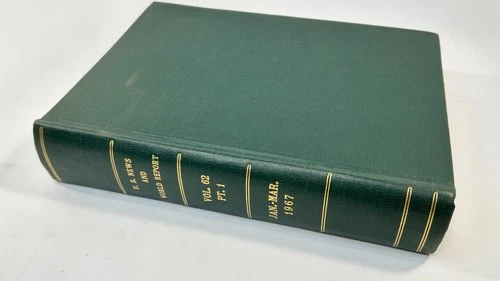 U. S. NEWS
AND
WORLD REPORT
VOL. 62
PT. 1
JAN.-MAR.
1967